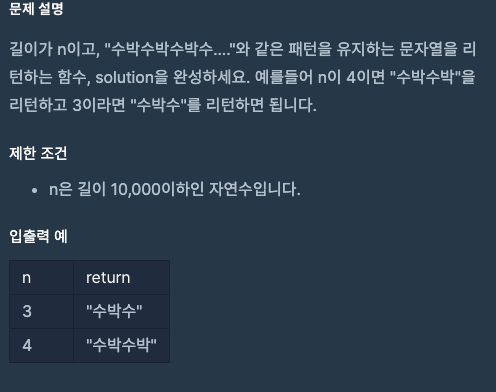 문제 설명
길이가 n이고, "수박수박수박수...."와 같은 패턴을 유지하는 문자열을 리
턴하는 함수, solution을 완성하세요. 예를들어 n이 4이면 "수박수박"을
리턴하고 3이라면 "수박수"를 리턴하면 됩니다.
제한 조건
• n은 길이 10,000이하인 자연수입니다.
입출력 예
n return
3 "수박수"
4 "수박수박"